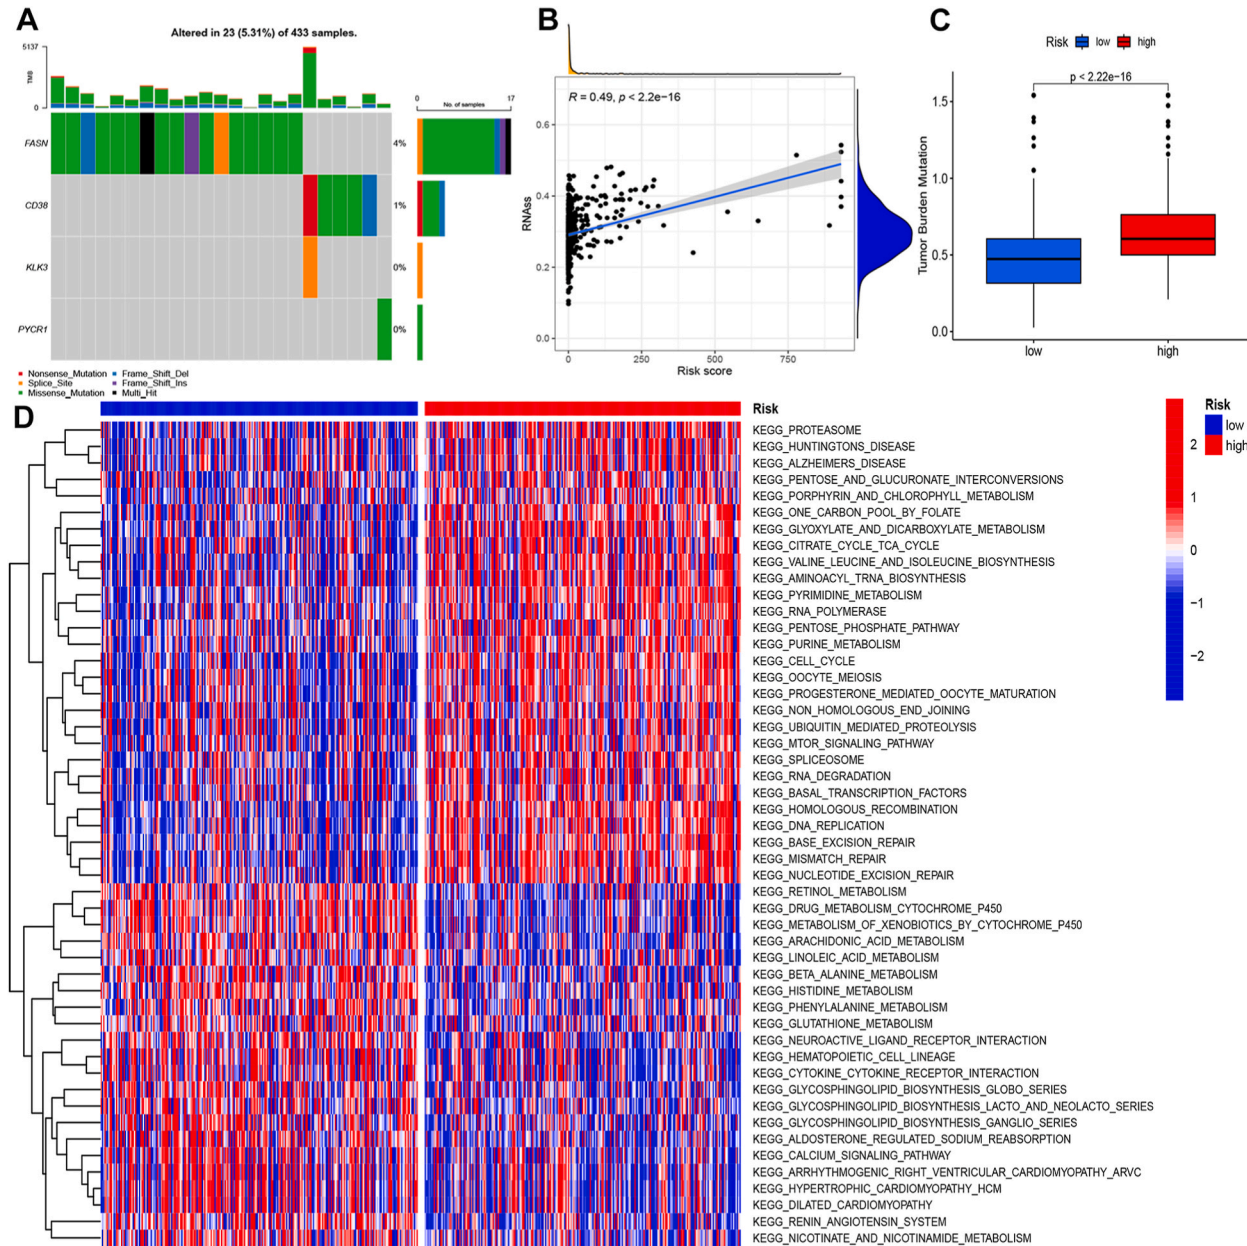 A
Altered in 23 (5.31%) of 433 samples.
5137
TMB
0
0
No. of samples
17
FASN
4%
CD38
1%
KLK3
0%
PYCR1
0%
Nonsense_Mutation
Frame_Shift_Del
Splice_Site
Frame_Shift_Ins
Missense_Mutation
Multi_Hit
B
R = 0.49, p < 2.2e−16
0.6
0.4
0.2
0.0
RNAss
0
250
500
750
Risk score
C
Risk low high
p < 2.22e−16
1.5
1.0
0.5
0.0
Tumor Burden Mutation
low
high
D
Risk
KEGG_PROTEASOME
KEGG_HUNTINGTONS_DISEASE
KEGG_ALZHEIMERS_DISEASE
KEGG_PENTOSE_AND_GLUCURONATE_INTERCONVERSIONS
KEGG_PORPHYRIN_AND_CHLOROPHYLL_METABOLISM
KEGG_ONE_CARBON_POOL_BY_FOLATE
KEGG_GLYOXYLATE_AND_DICARBOXYLATE_METABOLISM
KEGG_CITRATE_CYCLE_TCA_CYCLE
KEGG_VALINE_LEUCINE_AND_ISOLEUCINE_BIOSYNTHESIS
KEGG_AMINOACYL_TRNA_BIOSYNTHESIS
KEGG_PYRIMIDINE_METABOLISM
KEGG_RNA_POLYMERASE
KEGG_PENTOSE_PHOSPHATE_PATHWAY
KEGG_PURINE_METABOLISM
KEGG_CELL_CYCLE
KEGG_OOCYTE_MEIOSIS
KEGG_PROGESTERONE_MEDIATED_OOCYTE_MATURATION
KEGG_NON_HOMOLOGOUS_END_JOINING
KEGG_UBIQUITIN_MEDIATED_PROTEOLYSIS
KEGG_MTOR_SIGNALING_PATHWAY
KEGG_SPLICEOSOME
KEGG_RNA_DEGRADATION
KEGG_BASAL_TRANSCRIPTION_FACTORS
KEGG_HOMOLOGOUS_RECOMBINATION
KEGG_DNA_REPLICATION
KEGG_BASE_EXCISION_REPAIR
KEGG_MISMATCH_REPAIR
KEGG_NUCLEOTIDE_EXCISION_REPAIR
KEGG_RETINOL_METABOLISM
KEGG_DRUG_METABOLISM_CYTOCHROME_P450
KEGG_METABOLISM_OF_XENOBIOTICS_BY_CYTOCHROME_P450
KEGG_ARACHIDONIC_ACID_METABOLISM
KEGG_LINOLEIC_ACID_METABOLISM
KEGG_BETA_ALANINE_METABOLISM
KEGG_HISTIDINE_METABOLISM
KEGG_PHENYLALANINE_METABOLISM
KEGG_GLUTATHIONE_METABOLISM
KEGG_NEUROACTIVE_LIGAND_RECEPTOR_INTERACTION
KEGG_HEMATOPOIETIC_CELL_LINEAGE
KEGG_CYTOKINE_CYTOKINE_RECEPTOR_INTERACTION
KEGG_GLYCOSPHINGOLIPID_BIOSYNTHESIS_GLOBO_SERIES
KEGG_GLYCOSPHINGOLIPID_BIOSYNTHESIS_LACTO_AND_NEOLACTO_SERIES
KEGG_GLYCOSPHINGOLIPID_BIOSYNTHESIS_GANGLIO_SERIES
KEGG_ALDOSTERONE_REGULATED_SODIUM_REABSORPTION
KEGG_CALCIUM_SIGNALING_PATHWAY
KEGG_ARRHYTHMOGENIC_RIGHT_VENTRICULAR_CARDIOMYOPATHY_ARVC
KEGG_HYPERTROPHIC_CARDIOMYOPATHY_HCM
KEGG_DILATED_CARDIOMYOPATHY
KEGG_RENIN_ANGIOTENSIN_SYSTEM
KEGG_NICOTINATE_AND_NICOTINAMIDE_METABOLISM
2
1
0
−1
−2
Risk
low
high